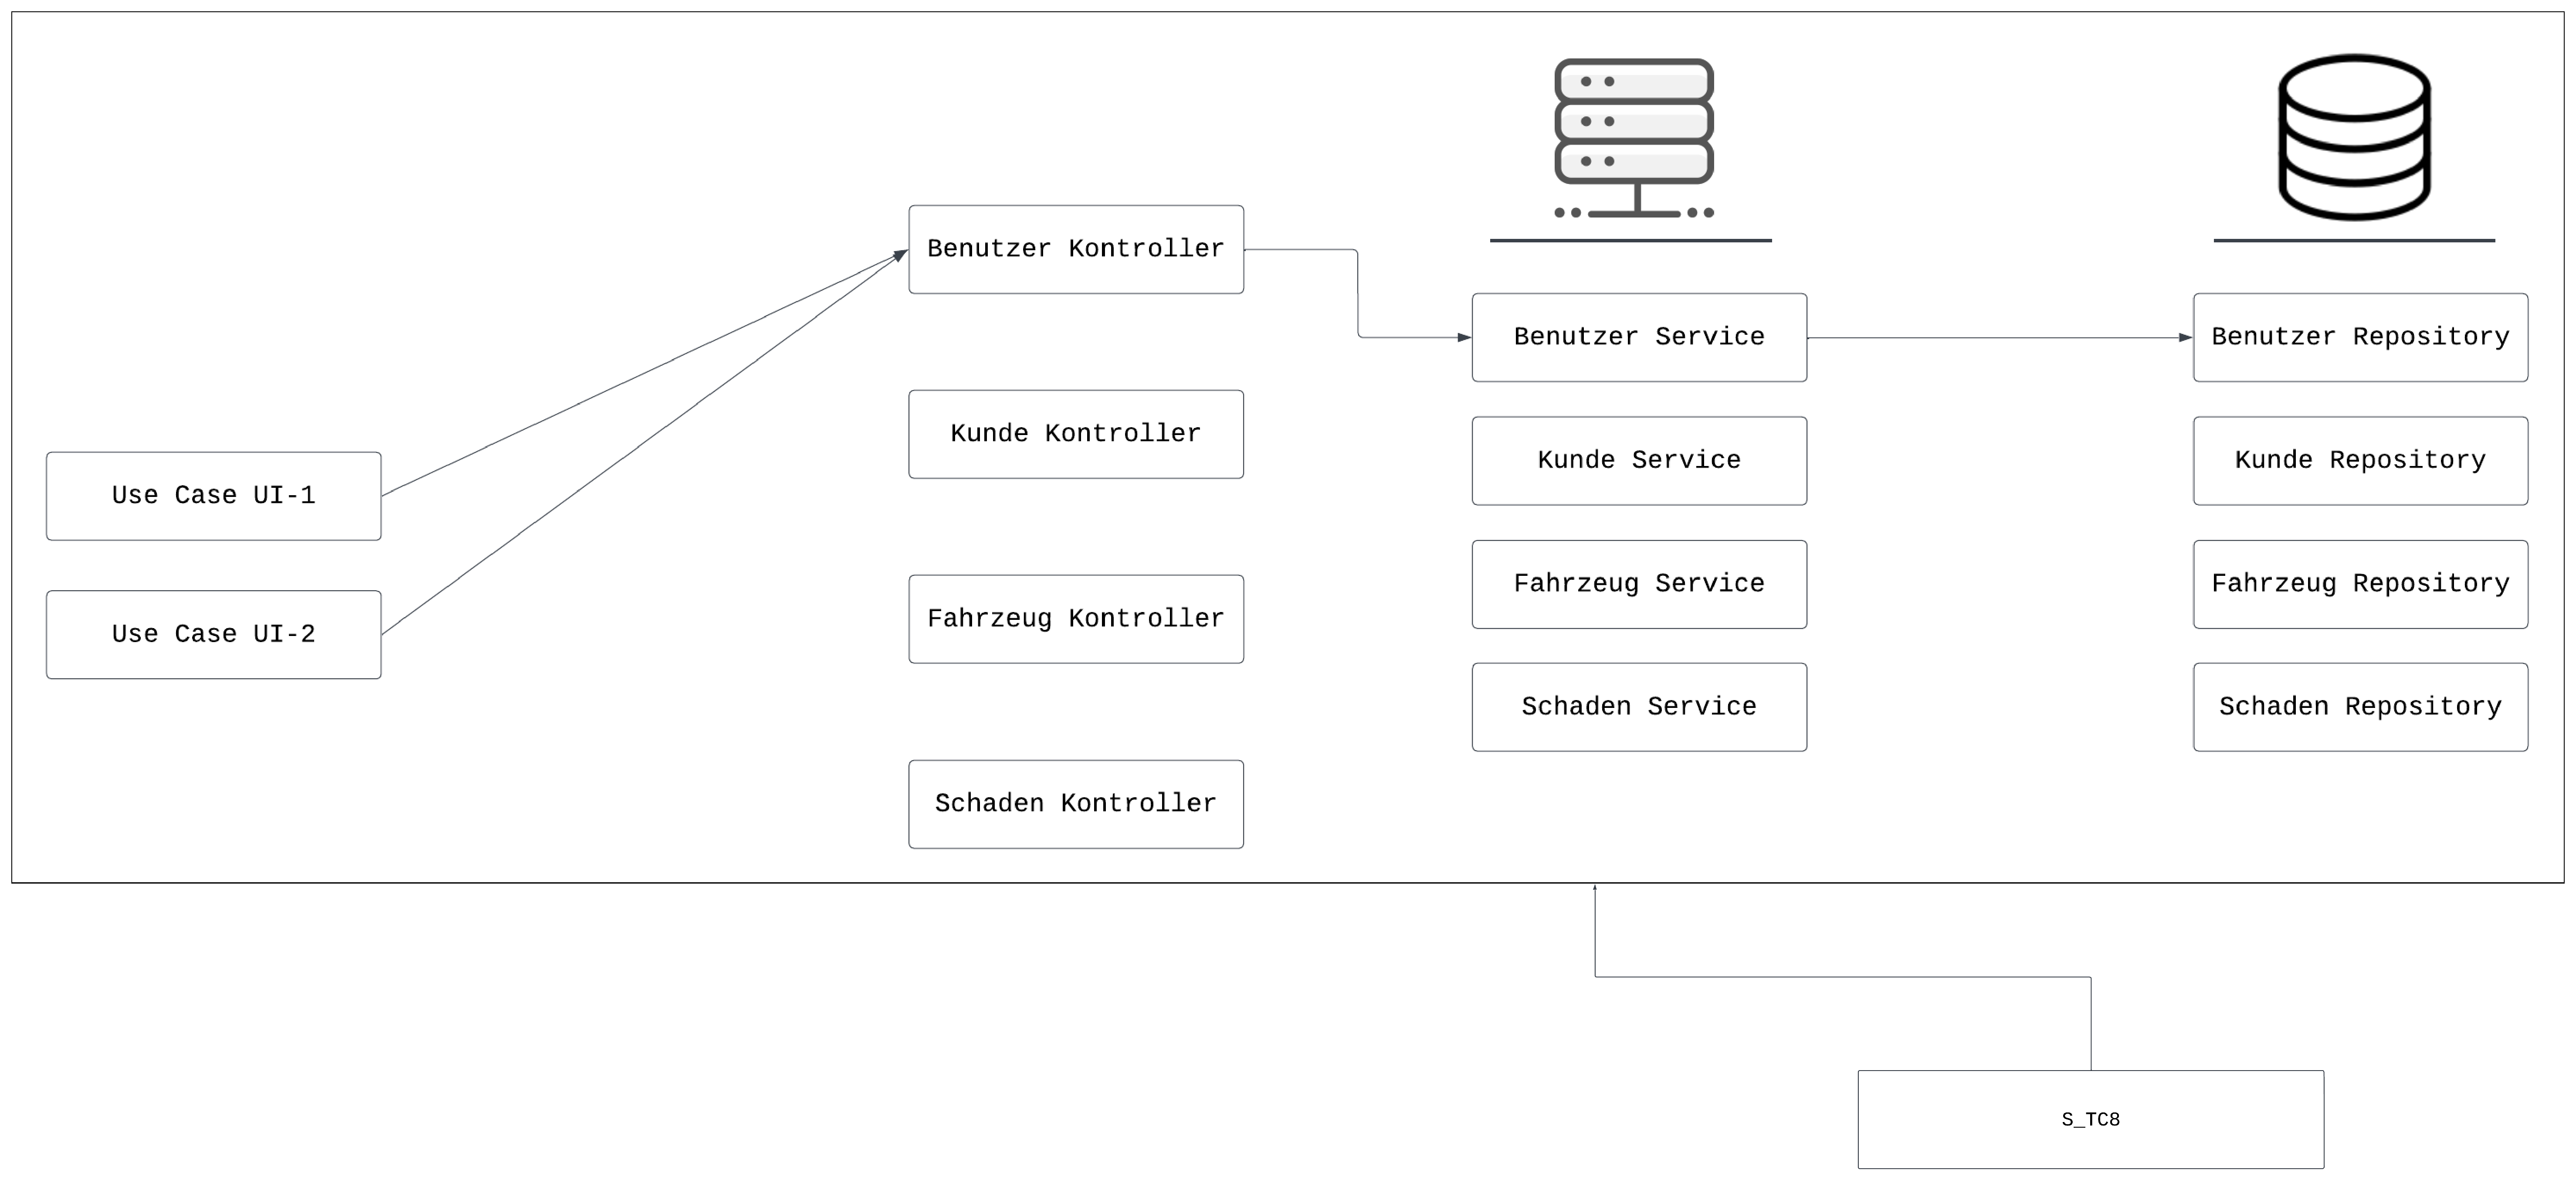 Use Case UI-1
Use Case UI-2
Benutzer Kontroller
Kunde Kontroller
Fahrzeug Kontroller
Schaden Kontroller
Benutzer Service
Kunde Service
Fahrzeug Service
Schaden Service
Benutzer Repository
Kunde Repository
Fahrzeug Repository
Schaden Repository
S_TC8